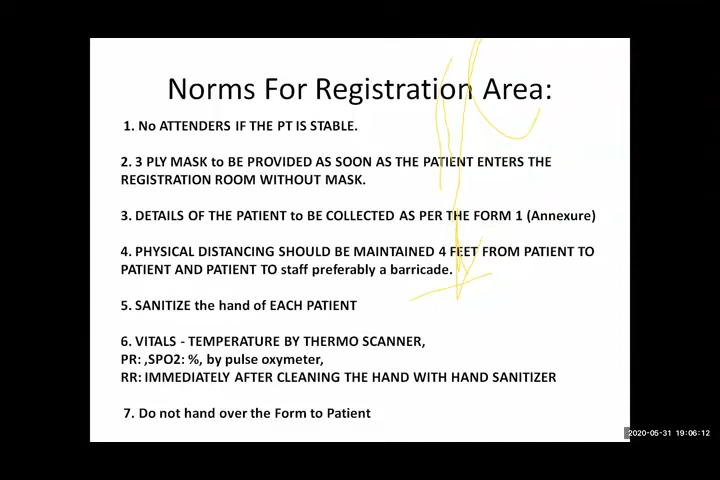 Norms For Registration Area:
1. No ATTENDERS IF THE PT IS STABLE.
2. 3 PLY MASK to BE PROVIDED AS SOON AS THE PATIENT ENTERS THE
REGISTRATION ROOM WITHOUT MASK.
3. DETAILS OF THE PATIENT to BE COLLECTED AS PER THE FORM 1 (Annexure)
4. PHYSICAL DISTANCING SHOULD BE MAINTAINED 4 FEET FROM PATIENT TO
PATIENT AND PATIENT TO staff preferably a barricade.
5. SANITIZE the hand of EACH PATIENT
6. VITALS - TEMPERATURE BY THERMO SCANNER,
PR: ,SPO2: %, by pulse oxymeter,
RR: IMMEDIATELY AFTER CLEANING THE HAND WITH HAND SANITIZER
7. Do not hand over the Form to Patient
2020-05-31 19:06:12